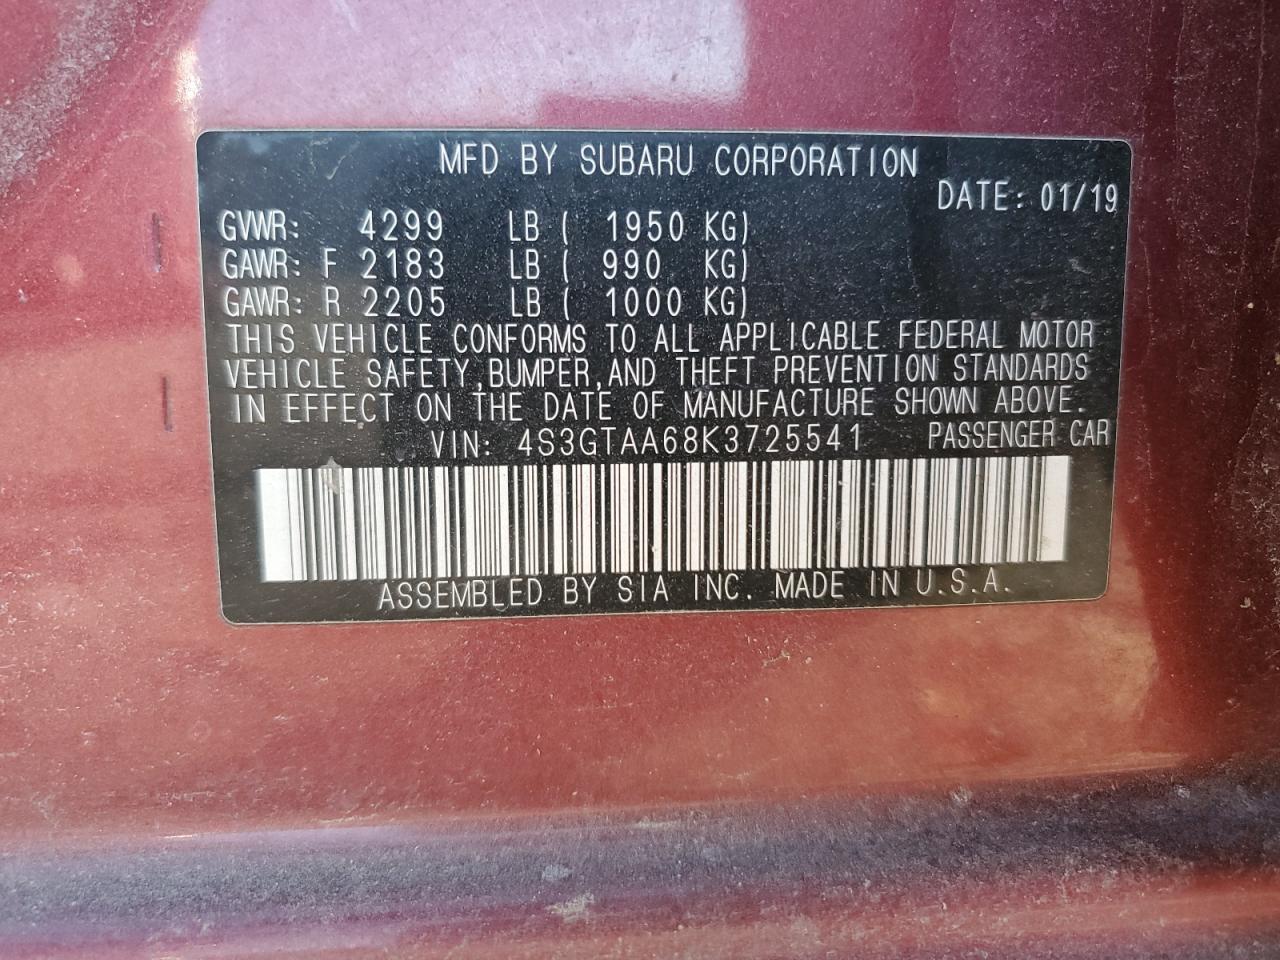 MFD BY SUBARU CORPORATION
DATE: 01/19
GVWR: 4299 LB ( 1950 KG)
GAWR: F 2183 LB ( 990 KG)
GAWR: R 2205 LB ( 1000 KG)
THIS VEHICLE CONFORMS TO ALL APPLICABLE FEDERAL MOTOR
VEHICLE SAFETY,BUMPER,AND THEFT PREVENTION STANDARDS
IN EFFECT ON THE DATE OF MANUFACTURE SHOWN ABOVE.
VIN: 4S3GTAA68K3725541 PASSENGER CAR
ASSEMBLED BY SIA INC. MADE IN U.S.A.